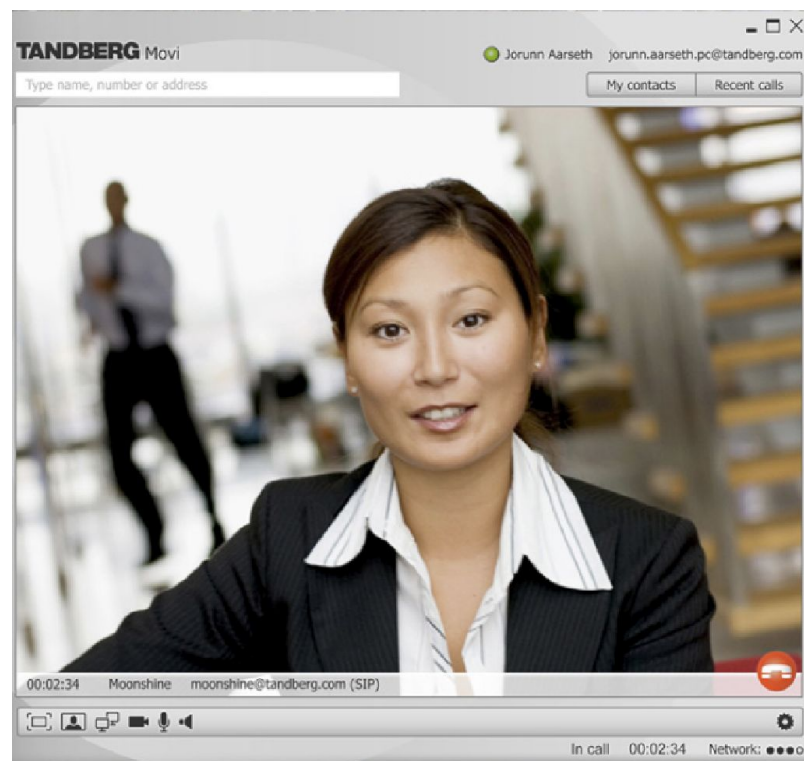 TANDBERG Movi
Jorunn Aarseth jorunn.aarseth.pc@tandberg.com
Type name, number or address
My contacts Recent calls
00:02:34 Moonshine moonshine@tandberg.com (SIP)
In call 00:02:34 Network: